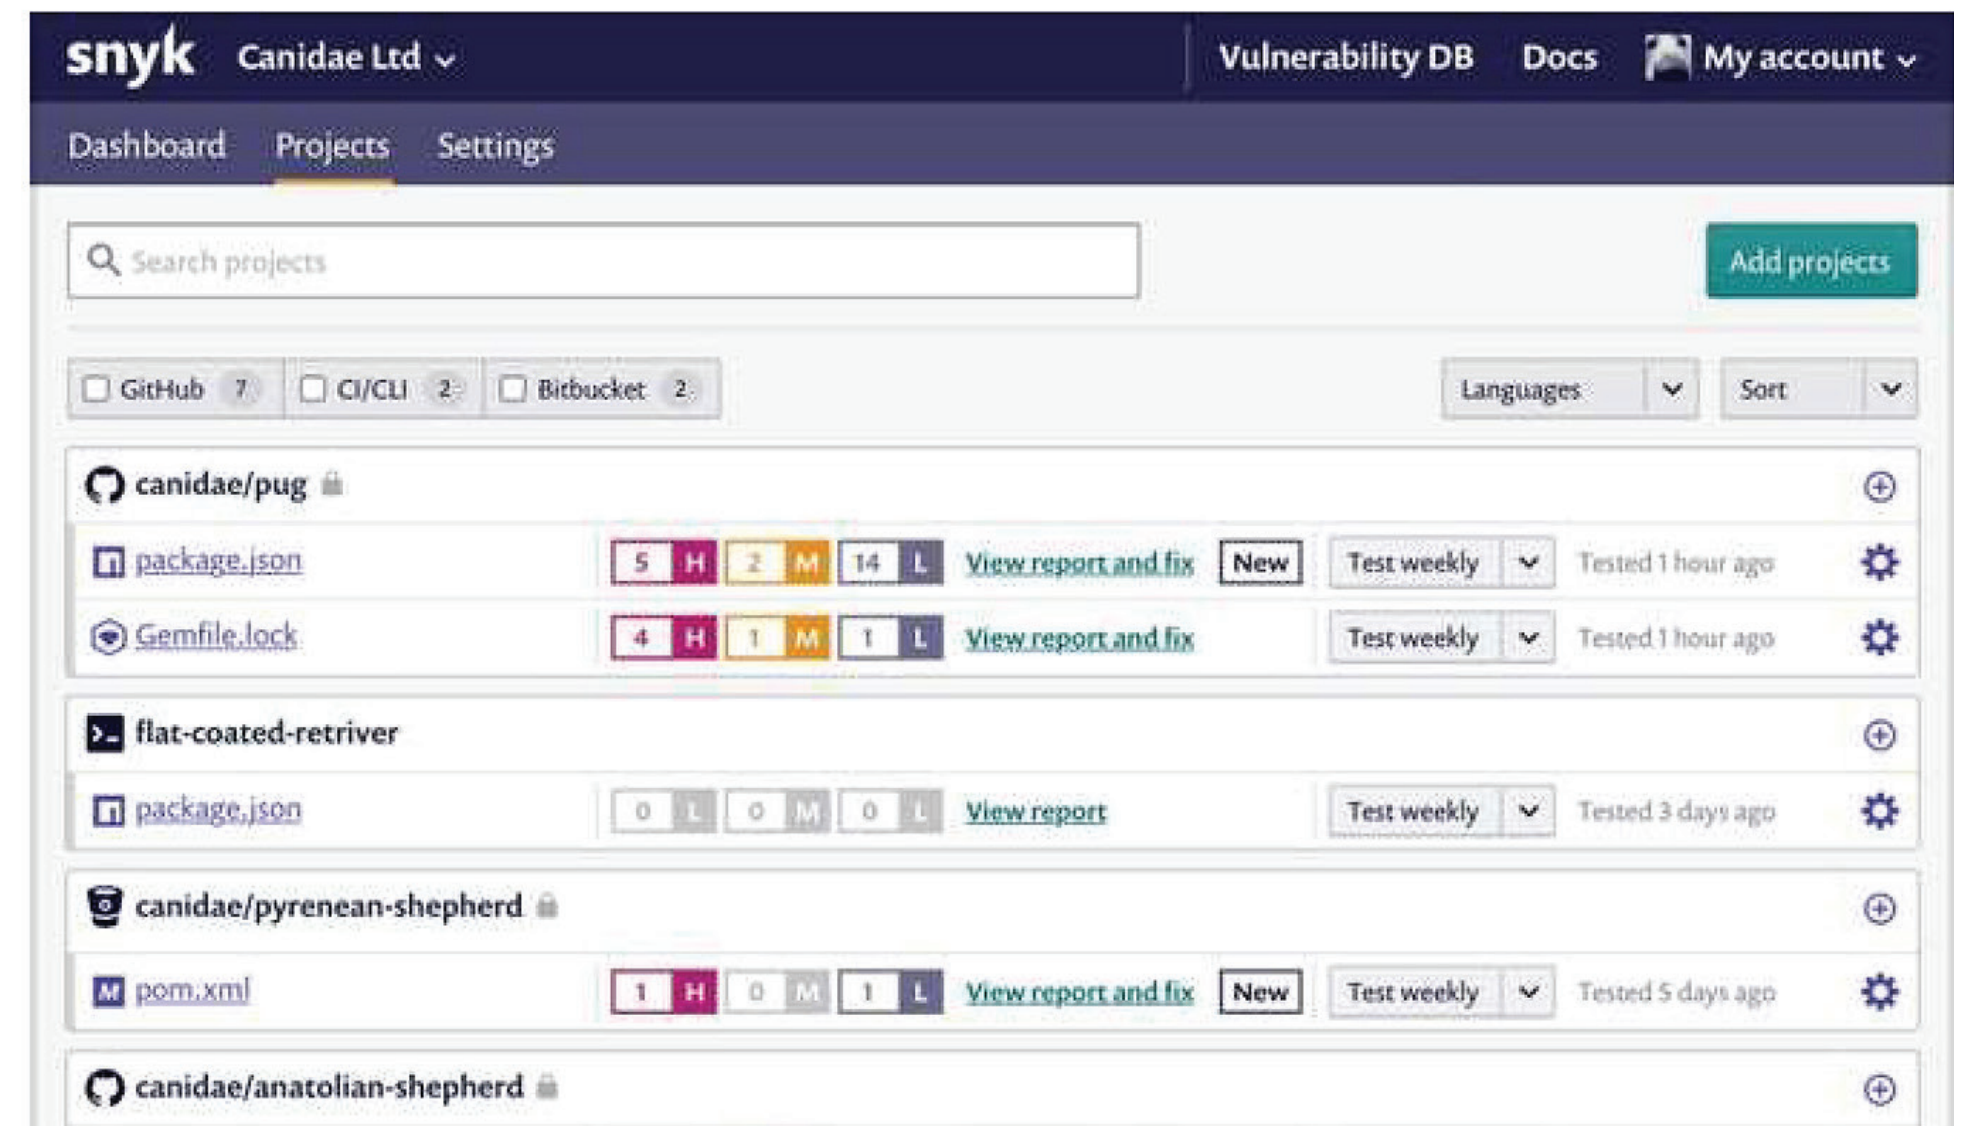 snyk Canidae Ltd Vulnerability DB Docs My account
Dashboard Projects Settings
Search projects Add projects
GitHub 7 CI/CLI 2 Bitbucket 2 Languages Sort
canidae/pug
package.json 5 H 2 M 14 L View report and fix New Test weekly Tested 1 hour ago
Gemfile.lock 4 H 1 M 1 L View report and fix Test weekly Tested 1 hour ago
>_ flat-coated-retriver
package.json 0 L 0 M 0 L View report Test weekly Tested 3 days ago
canidae/pyrenean-shepherd
M pom.xml 1 H 0 M 1 L View report and fix New Test weekly Tested 5 days ago
canidae/anatolian-shepherd